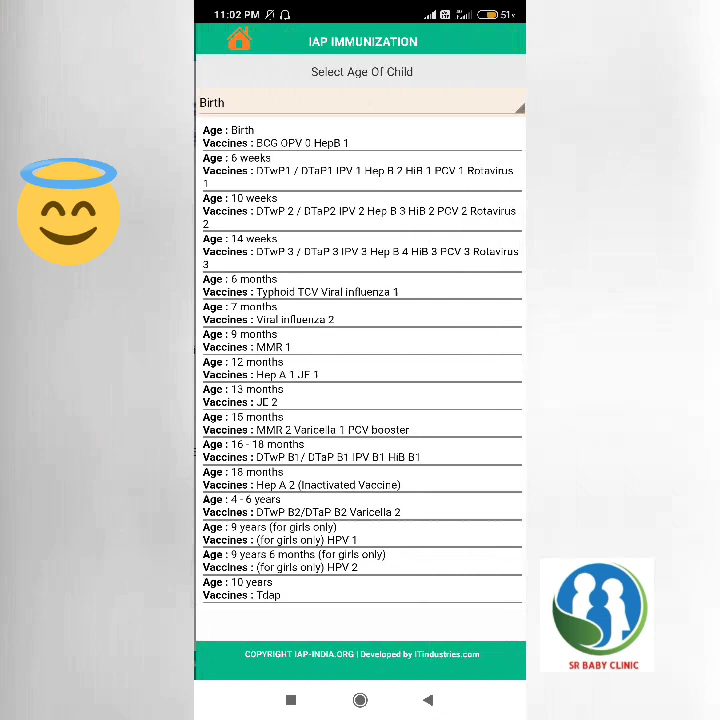 11:02 PM
51
IAP IMMUNIZATION
Select Age Of Child
Birth
Age : Birth
Vaccines : BCG OPV 0 HepB 1
Age : 6 weeks
Vaccines : DTwP1 / DTaP1 IPV 1 Hep B 2 HiB 1 PCV 1 Rotavirus
1
Age : 10 weeks
Vaccines : DTwP 2 / DTaP2 IPV 2 Hep B 3 HiB 2 PCV 2 Rotavirus
2
Age : 14 weeks
Vaccines : DTwP 3 / DTaP 3 IPV 3 Hep B 4 HiB 3 PCV 3 Rotavirus
3
Age : 6 months
Vaccines : Typhoid TCV Viral influenza 1
Age : 7 months
Vaccines : Viral influenza 2
Age : 9 months
Vaccines : MMR 1
Age : 12 months
Vaccines : Hep A 1 JE 1
Age : 13 months
Vaccines : JE 2
Age : 15 months
Vaccines : MMR 2 Varicella 1 PCV booster
Age : 16 - 18 months
Vaccines : DTwP B1/ DTaP B1 IPV B1 HiB B1
Age : 18 months
Vaccines : Hep A 2 (Inactivated Vaccine)
Age : 4 - 6 years
Vaccines : DTwP B2/DTaP B2 Varicella 2
Age : 9 years (for girls only)
Vaccines : (for girls only) HPV 1
Age : 9 years 6 months (for girls only)
Vaccines : (for girls only) HPV 2
Age : 10 years
Vaccines : Tdap
COPYRIGHT IAP-INDIA.ORG | Developed by ITindustries.com
SR BABY CLINIC